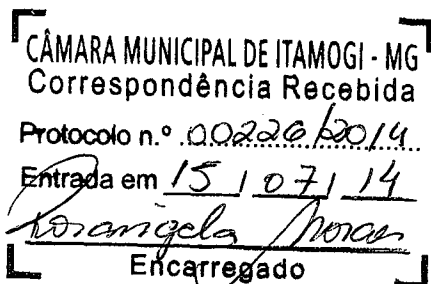 CÂMARA MUNICIPAL DE ITAMOGI - MG
Correspondência Recebida
Protocolo n.º 00226/2014
Entrada em 15 / 07 / 14
Rosangela Moraes
Encarregado